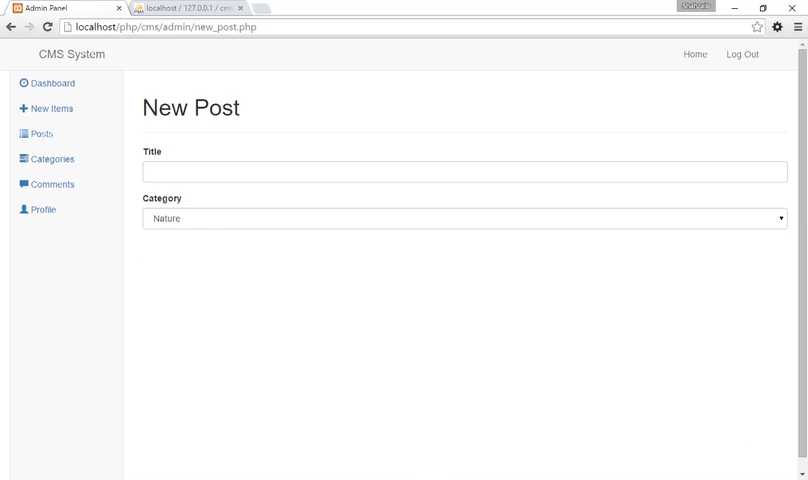 Admin Panel
localhost / 127.0.0.1 / cms
localhost/php/cms/admin/new_post.php
CMS System
Home
Log Out
Dashboard
New Items
Posts
Categories
Comments
Profile
New Post
Title
Category
Nature